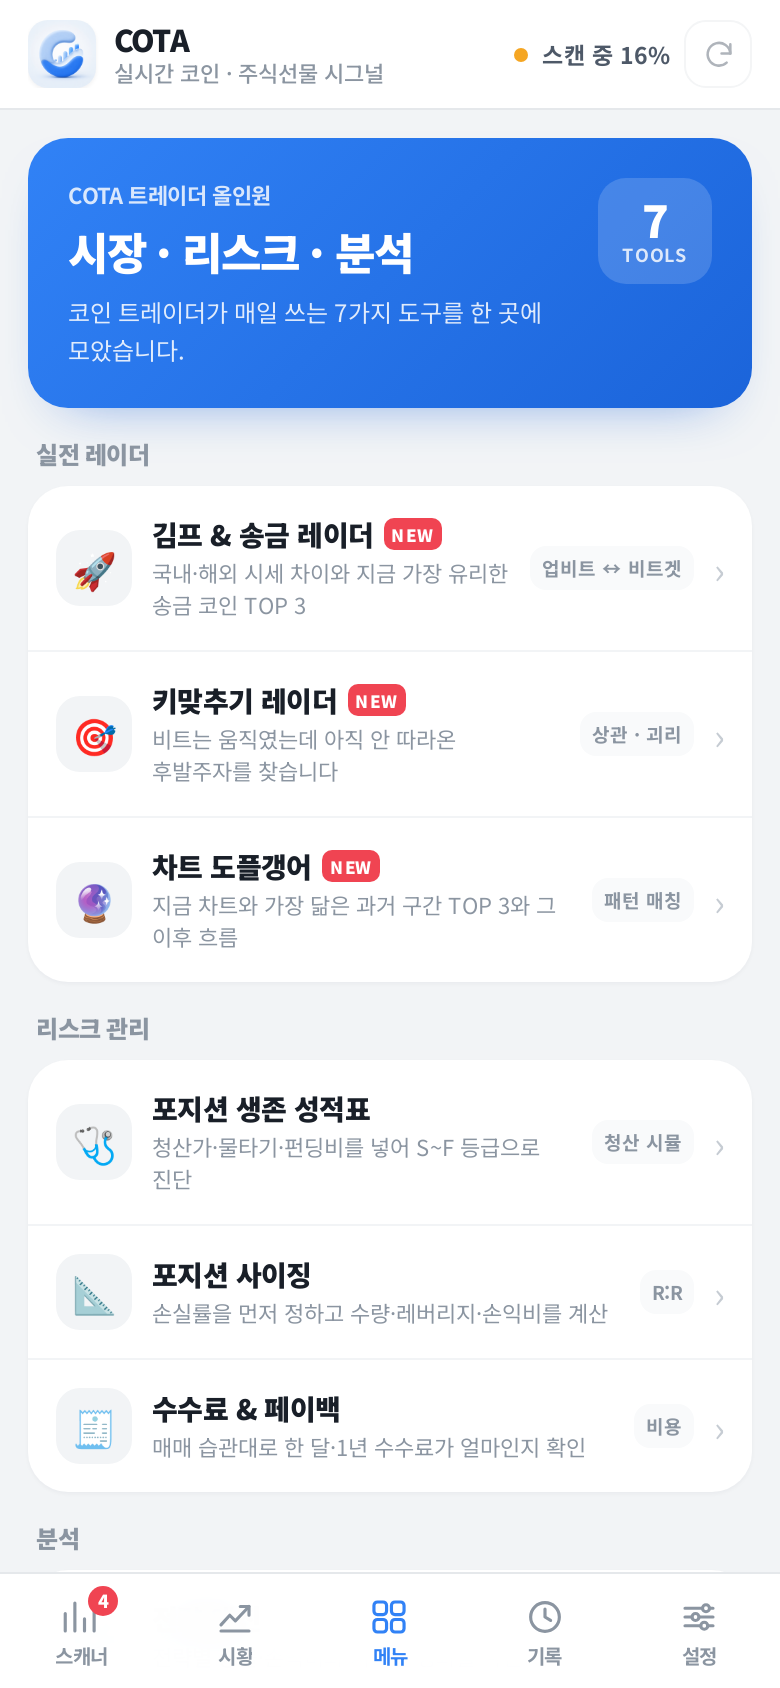 COTA
실시간 코인 · 주식선물 시그널
스캔 중 16%
COTA 트레이더 올인원
시장 · 리스크 · 분석
코인 트레이더가 매일 쓰는 7가지 도구를 한 곳에
모았습니다.
7
TOOLS
실전 레이더
김프 & 송금 레이더 NEW
국내·해외 시세 차이와 지금 가장 유리한
송금 코인 TOP 3
업비트 ↔ 비트겟
키맞추기 레이더 NEW
비트는 움직였는데 아직 안 따라온
후발주자를 찾습니다
상관 · 괴리
차트 도플갱어 NEW
지금 차트와 가장 닮은 과거 구간 TOP 3와 그
이후 흐름
패턴 매칭
리스크 관리
포지션 생존 성적표
청산가·물타기·펀딩비를 넣어 S~F 등급으로
진단
청산 시뮬
포지션 사이징
손실률을 먼저 정하고 수량·레버리지·손익비를 계산
R:R
수수료 & 페이백
매매 습관대로 한 달·1년 수수료가 얼마인지 확인
비용
분석
4
스캐너
시황
메뉴
기록
설정